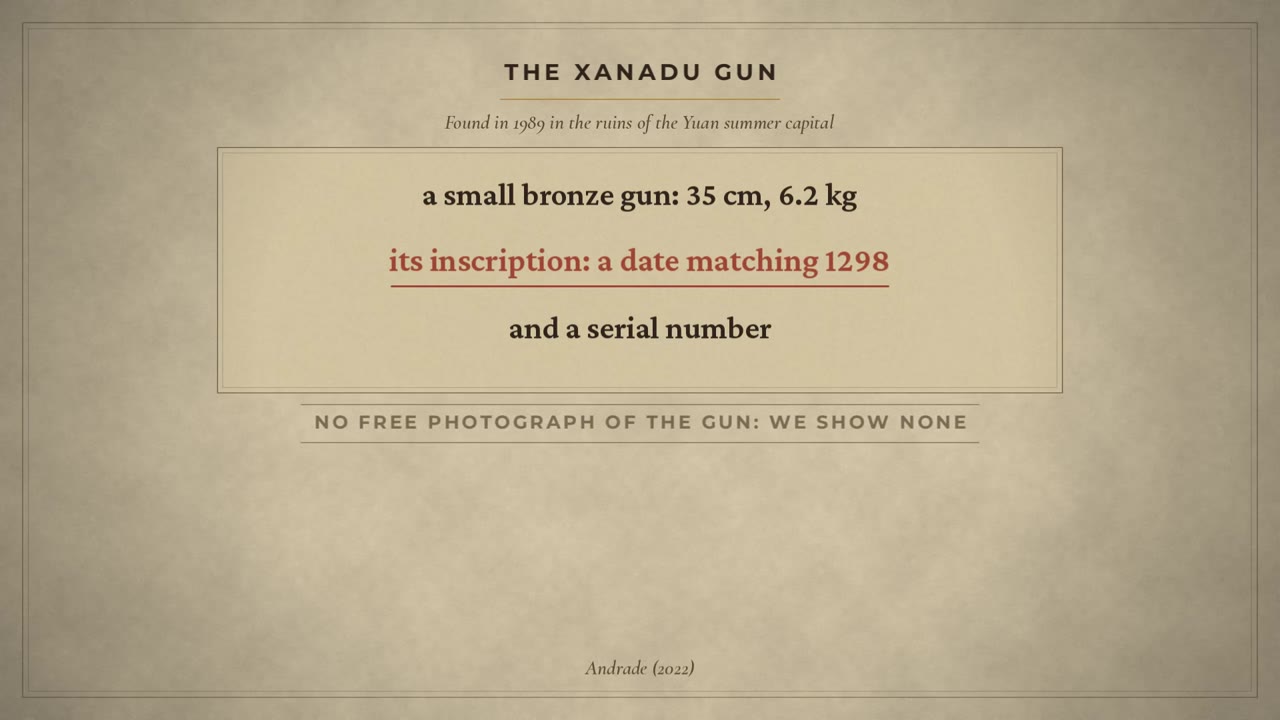 THE XANADU GUN
Found in 1989 in the ruins of the Yuan summer capital
a small bronze gun: 35 cm, 6.2 kg
its inscription: a date matching 1298
and a serial number
NO FREE PHOTOGRAPH OF THE GUN: WE SHOW NONE
Andrade (2022)